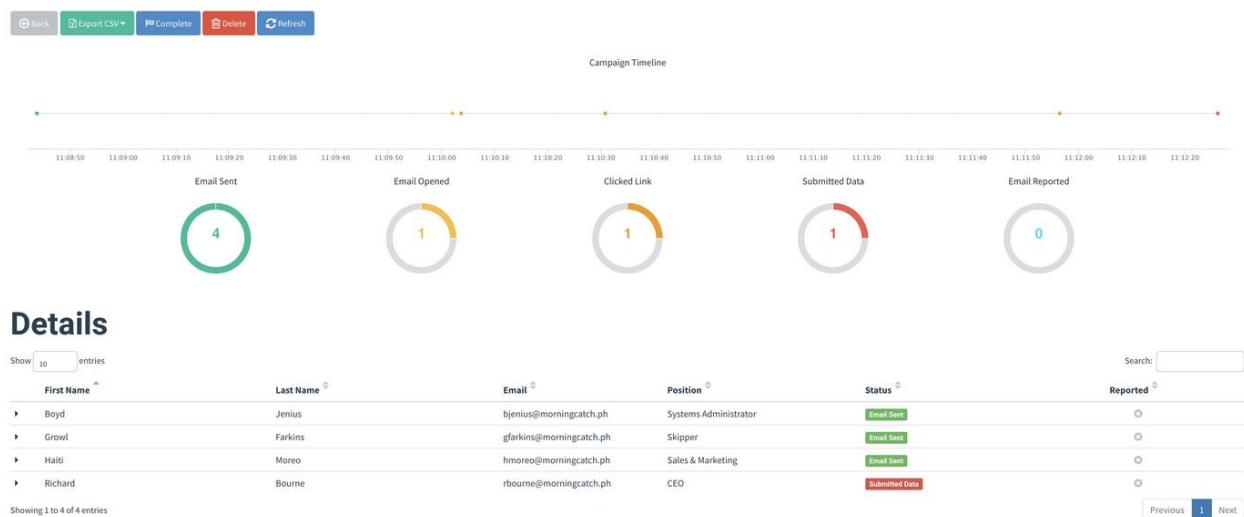 Back Export CSV Complete Delete Refresh
Campaign Timeline
11:08:50 11:09:00 11:09:10 11:09:20 11:09:30 11:09:40 11:09:50 11:10:00 11:10:10 11:10:20 11:10:30 11:10:40 11:10:50 11:11:00 11:11:10 11:11:20 11:11:30 11:11:40 11:11:50 11:12:00 11:12:10 11:12:20
Email Sent Email Opened Clicked Link Submitted Data Email Reported
4 1 1 1 0
Details
Show 10 entries Search:
First Name Last Name Email Position Status Reported
Boyd Jenius bjenius@morningcatch.ph Systems Administrator Email Sent
Growl Farkins gfarkins@morningcatch.ph Skipper Email Sent
Haiti Moreo hmoreo@morningcatch.ph Sales & Marketing Email Sent
Richard Bourne rbourne@morningcatch.ph CEO Submitted Data
Showing 1 to 4 of 4 entries Previous 1 Next